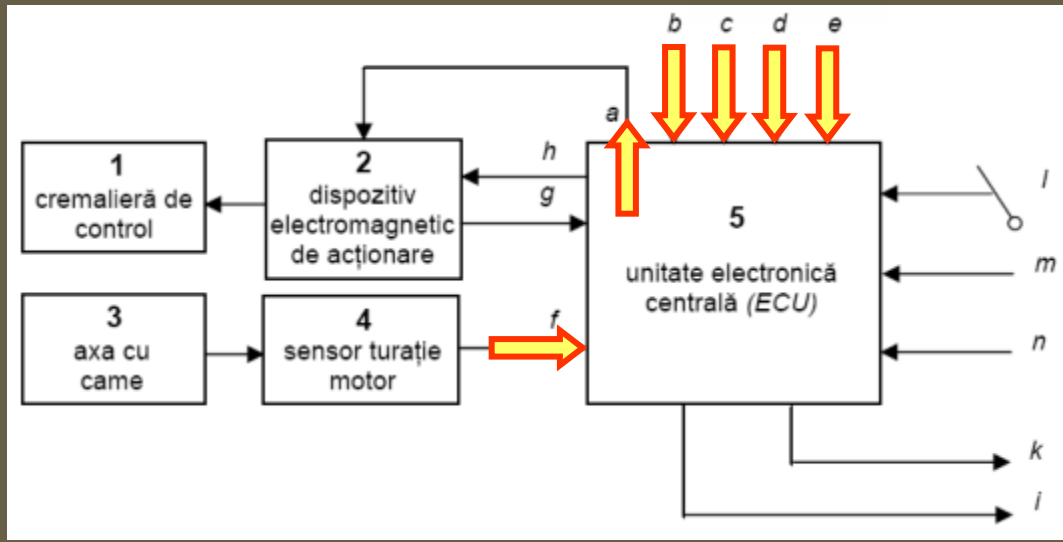 b c d e
a
1
cremalieră de
control
2
dispozitiv
electromagnetic
de acționare
h
g
5
unitate electronică
centrală (ECU)
l
m
n
3
axa cu
came
4
sensor turație
motor
f
k
i